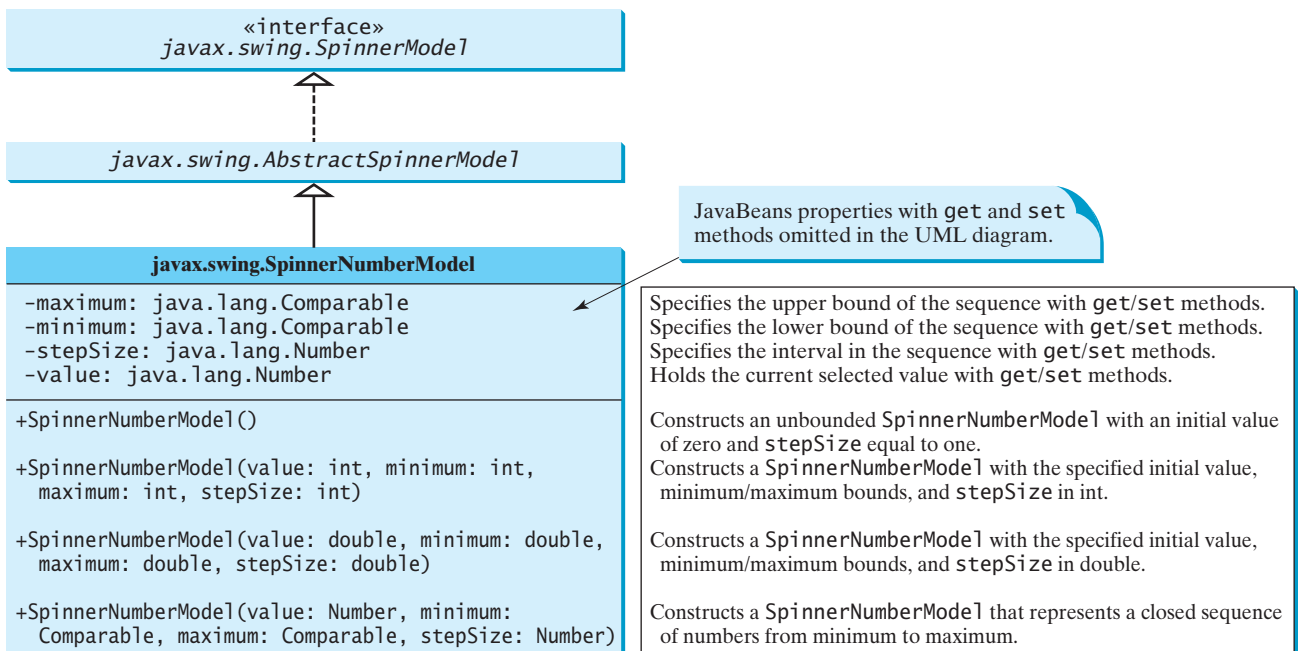 «interface»
javax.swing.SpinnerModel
javax.swing.AbstractSpinnerModel
JavaBeans properties with get and set
methods omitted in the UML diagram.
javax.swing.SpinnerNumberModel
-maximum: java.lang.Comparable
-minimum: java.lang.Comparable
-stepSize: java.lang.Number
-value: java.lang.Number
Specifies the upper bound of the sequence with get/set methods.
Specifies the lower bound of the sequence with get/set methods.
Specifies the interval in the sequence with get/set methods.
Holds the current selected value with get/set methods.
+SpinnerNumberModel()
Constructs an unbounded SpinnerNumberModel with an initial value
of zero and stepSize equal to one.
+SpinnerNumberModel(value: int, minimum: int,
maximum: int, stepSize: int)
Constructs a SpinnerNumberModel with the specified initial value,
minimum/maximum bounds, and stepSize in int.
+SpinnerNumberModel(value: double, minimum: double,
maximum: double, stepSize: double)
Constructs a SpinnerNumberModel with the specified initial value,
minimum/maximum bounds, and stepSize in double.
+SpinnerNumberModel(value: Number, minimum:
Comparable, maximum: Comparable, stepSize: Number)
Constructs a SpinnerNumberModel that represents a closed sequence
of numbers from minimum to maximum.